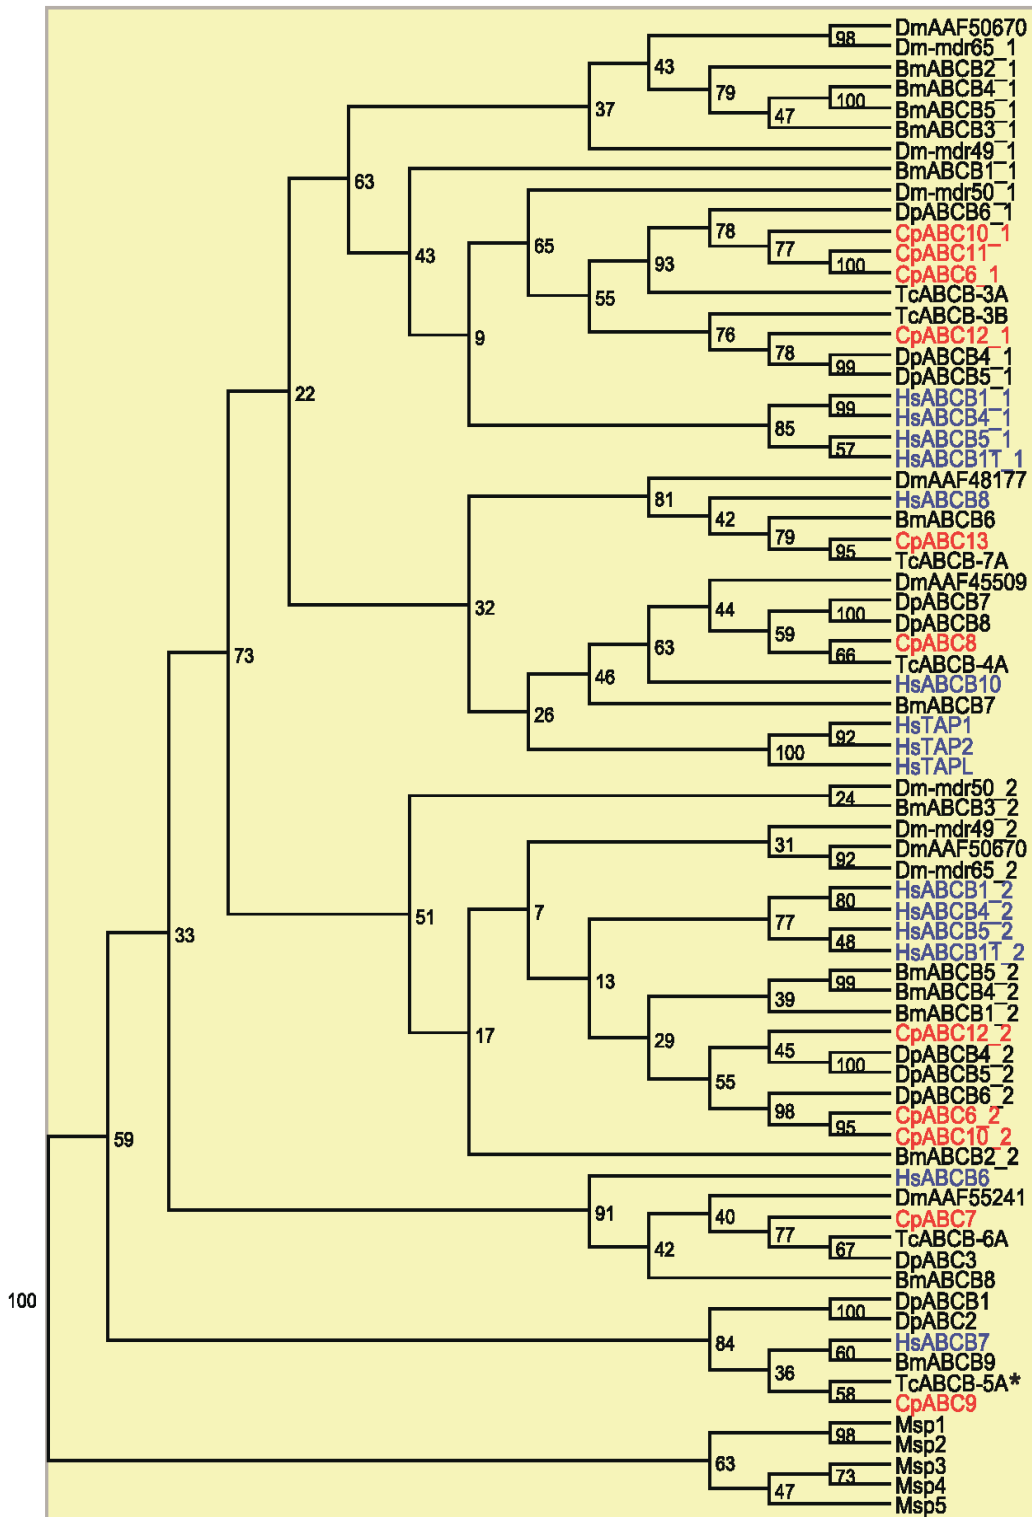 DmAAF50670
98
Dm-mdr65_1
43
BmABCB2_1
79
BmABCB4_1
100
BmABCB5_1
37
47
BmABCB3_1
Dm-mdr49_1
BmABCB1_1
63
Dm-mdr50_1
DpABCB6_1
78
CpABC10_1
65
77
CpABC11
43
93
100
CpABC6_1
55
TcABCB-3A
TcABCB-3B
9
76
CpABC12_1
78
DpABCB4_1
99
DpABCB5_1
22
HsABCB1_1
99
HsABCB4_1
85
HsABCB5_1
57
HsABCB11_1
DmAAF48177
81
HsABCB8
42
BmABCB6
79
CpABC13
95
TcABCB-7A
DmAAF45509
32
44
DpABCB7
100
DpABCB8
59
CpABC8
63
66
TcABCB-4A
73
46
HsABCB10
26
BmABCB7
HsTAP1
92
HsTAP2
100
HsTAPL
Dm-mdr50_2
24
BmABCB3_2
Dm-mdr49_2
31
DmAAF50670
92
Dm-mdr65_2
HsABCB1_2
80
HsABCB4_2
51
7
77
HsABCB5_2
33
48
HsABCB11_2
BmABCB5_2
13
99
BmABCB4_2
39
BmABCB1_2
17
29
CpABC12_2
45
DpABCB4_2
100
DpABCB5_2
55
DpABCB6_2
98
CpABC6_2
95
CpABC10_2
59
BmABCB2_2
HsABCB6
91
DmAAF55241
40
CpABC7
77
TcABCB-6A
42
67
DpABC3
BmABCB8
100
DpABCB1
100
DpABC2
84
HsABCB7
60
BmABCB9
36
TcABCB-5A*
58
CpABC9
Msp1
98
Msp2
63
Msp3
73
Msp4
47
Msp5